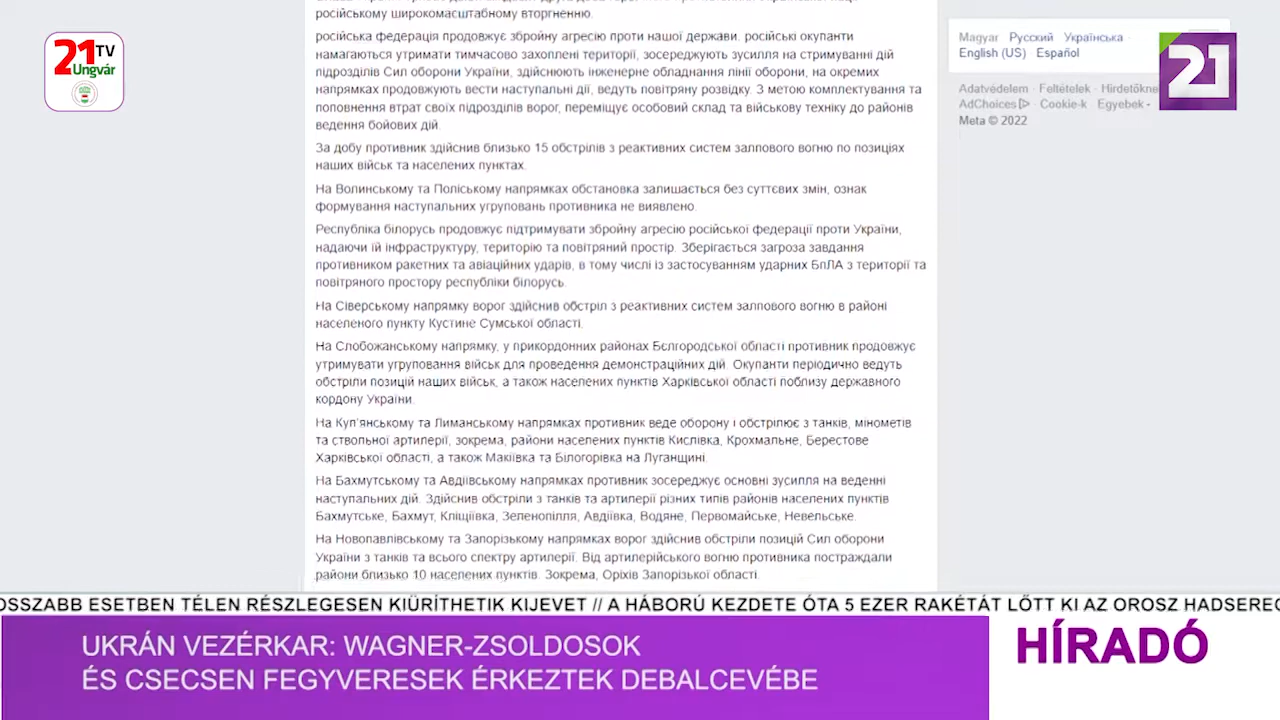 російському широкомасштабному вторгненню.
російська федерація продовжує збройну агресію проти нашої держави. російські окупанти
намагаються утримати тимчасово захоплені території, зосереджують зусилля на стримуванні дій
підрозділів Сил оборони України, здійснюють інженерне обладнання лінії оборони, на окремих
напрямках продовжують вести наступальні дії, ведуть повітряну розвідку. З метою комплектування та
поповнення втрат своїх підрозділів ворог, переміщує особовий склад та військову техніку до районів
ведення бойових дій.
За добу противник здійснив близько 15 обстрілів з реактивних систем залпового вогню по позиціях
наших військ та населених пунктах.
На Волинському та Поліському напрямках обстановка залишається без суттєвих змін, ознак
формування наступальних угруповань противника не виявлено.
Республіка білорусь продовжує підтримувати збройну агресію російської федерації проти України,
надаючи їй інфраструктуру, територію та повітряний простір. Зберігається загроза завдання
противником ракетних та авіаційних ударів, в тому числі із застосуванням ударних БпЛА з території та
повітряного простору республіки білорусь.
На Сіверському напрямку ворог здійснив обстріл з реактивних систем залпового вогню в районі
населеного пункту Кустине Сумської області.
На Слобожанському напрямку, у прикордонних районах Бєлгородської області противник продовжує
утримувати угруповання військ для проведення демонстраційних дій. Окупанти періодично ведуть
обстріли позицій наших військ, а також населених пунктів Харківської області поблизу державного
кордону України.
На Куп'янському та Лиманському напрямках противник веде оборону і обстрілює з танків, мінометів
та ствольної артилерії, зокрема, райони населених пунктів Кислівка, Крохмальне, Берестове
Харківської області, а також Макіївка та Білогорівка на Луганщині.
На Бахмутському та Авдіївському напрямках противник зосереджує основні зусилля на веденні
наступальних дій. Здійснив обстріли з танків та артилерії різних типів районів населених пунктів
Бахмутське, Бахмут, Кліщіївка, Зеленопілля, Авдіївка, Водяне, Первомайське, Невельське.
На Новопавлівському та Запорізькому напрямках ворог здійснив обстріли позицій Сил оборони
України з танків та всього спектру артилерії. Від артилерійського вогню противника постраждали
райони близько 10 населених пунктів. Зокрема, Оріхів Запорізької області.
21 TV
Ungvár
Magyar Русский Українська
English (US) Español
21
Adatvédelem · Feltételek · Hirdetőkne
AdChoices · Cookie-k · Egyebek
Meta © 2022
OSSZABB ESETBEN TÉLEN RÉSZLEGESEN KIÜRÍTHETIK KIJEVET // A HÁBORÚ KEZDETE ÓTA 5 EZER RAKÉTÁT LŐTT KI AZ OROSZ HADSEREG
UKRÁN VEZÉRKAR: WAGNER-ZSOLDOSOK
ÉS CSECSEN FEGYVERESEK ÉRKEZTEK DEBALCEVÉBE
HÍRADÓ